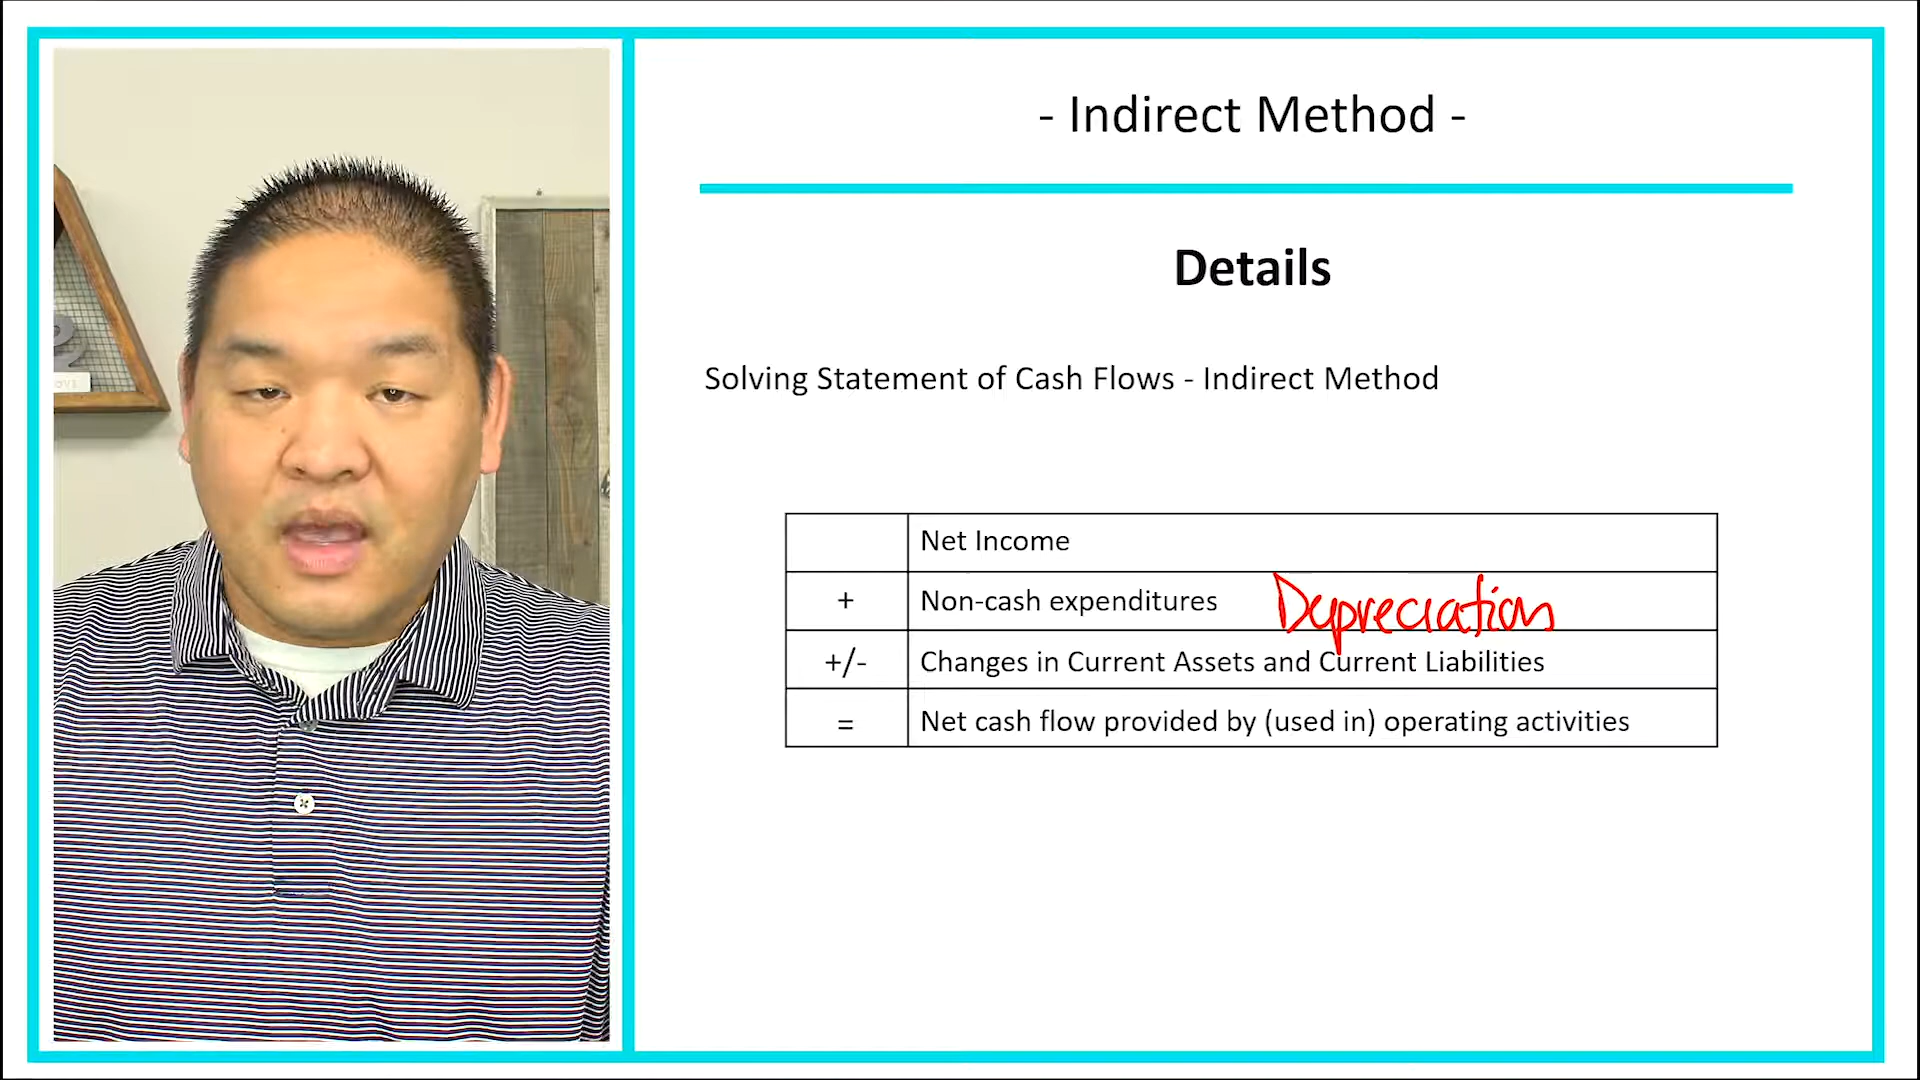 - Indirect Method -
Details
Solving Statement of Cash Flows - Indirect Method
Net Income
+ Non-cash expenditures Depreciation
+/- Changes in Current Assets and Current Liabilities
= Net cash flow provided by (used in) operating activities